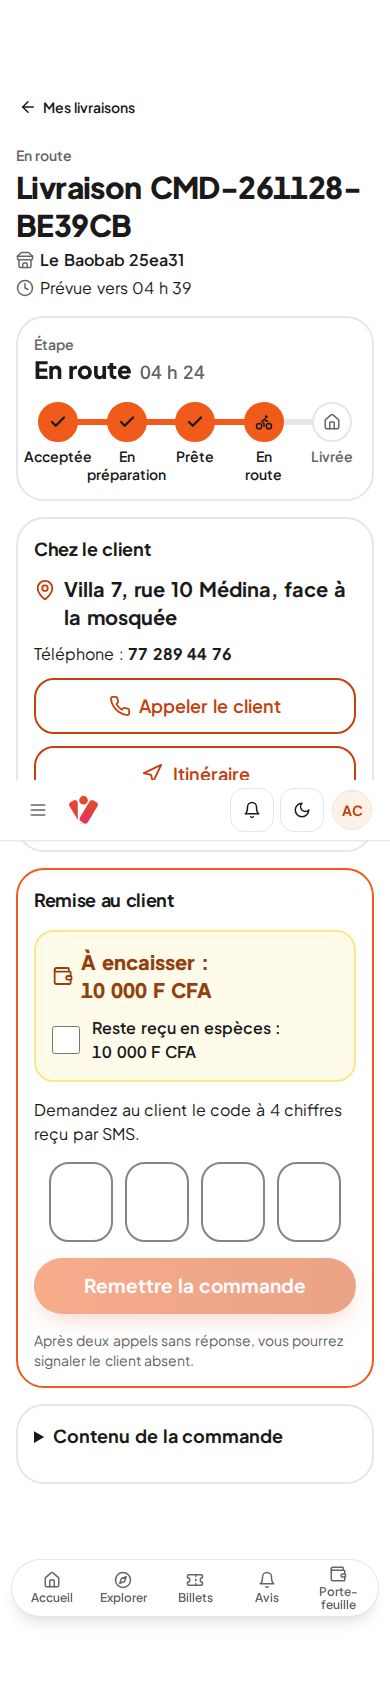 Mes livraisons
En route
Livraison CMD-261128-
BE39CB
Le Baobab 25ea31
Prévue vers 04 h 39
Étape
En route 04 h 24
Acceptée
En
préparation
Prête
En
route
Livrée
Chez le client
Villa 7, rue 10 Médina, face à
la mosquée
Téléphone : 77 289 44 76
Appeler le client
Itinéraire
AC
Remise au client
À encaisser :
10 000 F CFA
Reste reçu en espèces :
10 000 F CFA
Demandez au client le code à 4 chiffres
reçu par SMS.
Remettre la commande
Après deux appels sans réponse, vous pourrez
signaler le client absent.
Contenu de la commande
Accueil
Explorer
Billets
Avis
Porte-
feuille